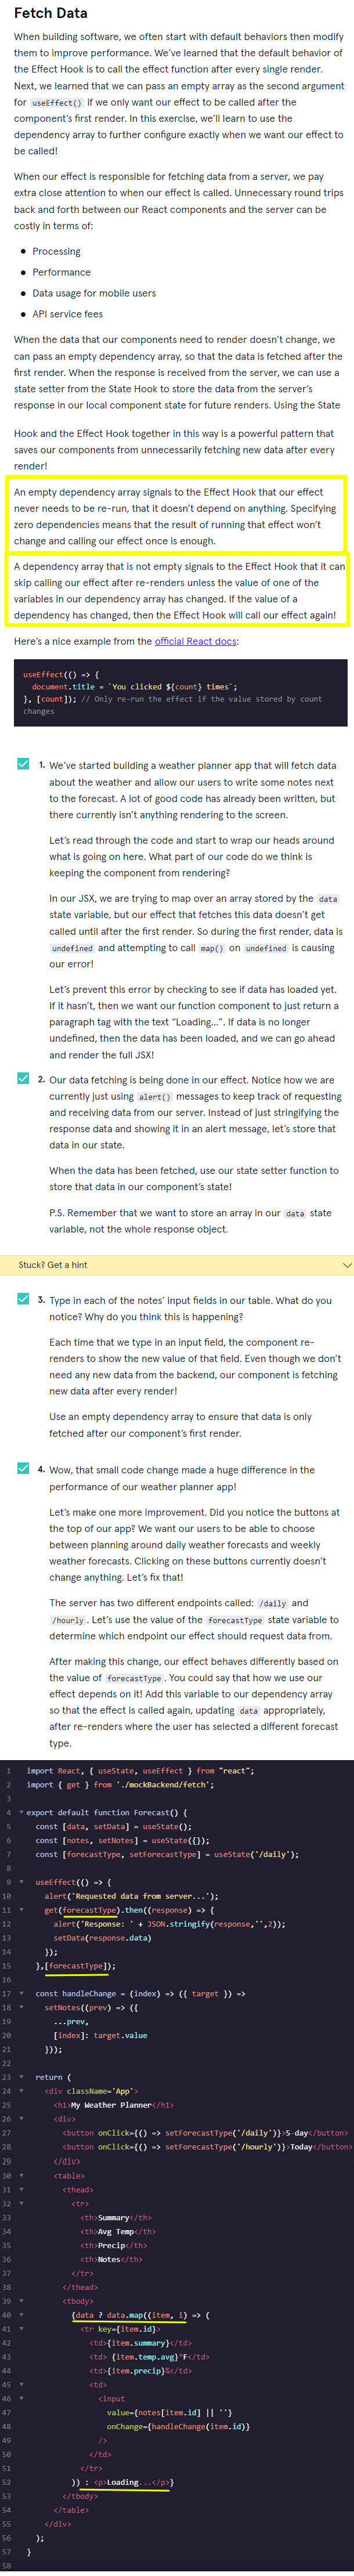 Fetch Data
When building software, we often start with default behaviors then modify
them to improve performance. We've learned that the default behavior of
the Effect Hook is to call the effect function after every single render.
Next, we learned that we can pass an empty array as the second argument
for useEffect() if we only want our effect to be called after the
component's first render. In this exercise, we'll learn to use the
dependency array to further configure exactly when we want our effect to
be called!
When our effect is responsible for fetching data from a server, we pay
extra close attention to when our effect is called. Unnecessary round trips
back and forth between our React components and the server can be
costly in terms of:
• Processing
• Performance
• Data usage for mobile users
• API service fees
When the data that our components need to render doesn't change, we
can pass an empty dependency array, so that the data is fetched after the
first render. When the response is received from the server, we can use a
state setter from the State Hook to store the data from the server's
response in our local component state for future renders. Using the State
Hook and the Effect Hook together in this way is a powerful pattern that
saves our components from unnecessarily fetching new data after every
render!
An empty dependency array signals to the Effect Hook that our effect
never needs to be re-run, that it doesn't depend on anything. Specifying
zero dependencies means that the result of running that effect won't
change and calling our effect once is enough.
A dependency array that is not empty signals to the Effect Hook that it can
skip calling our effect after re-renders unless the value of one of the
variables in our dependency array has changed. If the value of a
dependency has changed, then the Effect Hook will call our effect again!
Here's a nice example from the official React docs:
useEffect(() => {
document.title = `You clicked ${count} times`;
}, [count]); // Only re-run the effect if the value stored by count
changes
1. We've started building a weather planner app that will fetch data
about the weather and allow our users to write some notes next
to the forecast. A lot of good code has already been written, but
there currently isn't anything rendering to the screen.
Let's read through the code and start to wrap our heads around
what is going on here. What part of our code do we think is
keeping the component from rendering?
In our JSX, we are trying to map over an array stored by the data
state variable, but our effect that fetches this data doesn't get
called until after the first render. So during the first render, data is
undefined and attempting to call map() on undefined is causing
our error!
Let's prevent this error by checking to see if data has loaded yet.
If it hasn't, then we want our function component to just return a
paragraph tag with the text "Loading...". If data is no longer
undefined, then the data has been loaded, and we can go ahead
and render the full JSX!
2. Our data fetching is being done in our effect. Notice how we are
currently just using alert() messages to keep track of requesting
and receiving data from our server. Instead of just stringifying the
response data and showing it in an alert message, let's store that
data in our state.
When the data has been fetched, use our state setter function to
store that data in our component's state!
P.S. Remember that we want to store an array in our data state
variable, not the whole response object.
Stuck? Get a hint
3. Type in each of the notes' input fields in our table. What do you
notice? Why do you think this is happening?
Each time that we type in an input field, the component re-
renders to show the new value of that field. Even though we don't
need any new data from the backend, our component is fetching
new data after every render!
Use an empty dependency array to ensure that data is only
fetched after our component's first render.
4. Wow, that small code change made a huge difference in the
performance of our weather planner app!
Let's make one more improvement. Did you notice the buttons at
the top of our app? We want our users to be able to choose
between planning around daily weather forecasts and weekly
weather forecasts. Clicking on these buttons currently doesn't
change anything. Let's fix that!
The server has two different endpoints called: /daily and
/hourly. Let's use the value of the forecastType state variable to
determine which endpoint our effect should request data from.
After making this change, our effect behaves differently based on
the value of forecastType. You could say that how we use our
effect depends on it! Add this variable to our dependency array
so that the effect is called again, updating data appropriately,
after re-renders where the user has selected a different forecast
type.
1 import React, { useState, useEffect } from "react";
2 import { get } from './mockBackend/fetch';
3
4 export default function Forecast() {
5 const [data, setData] = useState();
6 const [notes, setNotes] = useState({});
7 const [forecastType, setForecastType] = useState('/daily');
8
9 useEffect(() => {
10 alert('Requested data from server...');
11 get(forecastType).then((response) => {
12 alert('Response: ' + JSON.stringify(response,'',2));
13 setData(response.data)
14 });
15 },[forecastType]);
16
17 const handleChange = (index) => ({ target }) =>
18 setNotes((prev) => ({
19 ...prev,
20 [index]: target.value
21 }));
22
23 return (
24 <div className='App'>
25 <h1>My Weather Planner</h1>
26 <div>
27 <button onClick={() => setForecastType('/daily')}>5-day</button>
28 <button onClick={() => setForecastType('/hourly')}>Today</button>
29 </div>
30 <table>
31 <thead>
32 <tr>
33 <th>Summary</th>
34 <th>Avg Temp</th>
35 <th>Precip</th>
36 <th>Notes</th>
37 </tr>
38 </thead>
39 <tbody>
40 {data ? data.map((item, i) => (
41 <tr key={item.id}>
42 <td>{item.summary}</td>
43 <td> {item.temp.avg}°F</td>
44 <td>{item.precip}%</td>
45 <td>
46 <input
47 value={notes[item.id] || ''}
48 onChange={handleChange(item.id)}
49 />
50 </td>
51 </tr>
52 )) : <p>Loading...</p>}
53 </tbody>
54 </table>
55 </div>
56 );
57 }
58